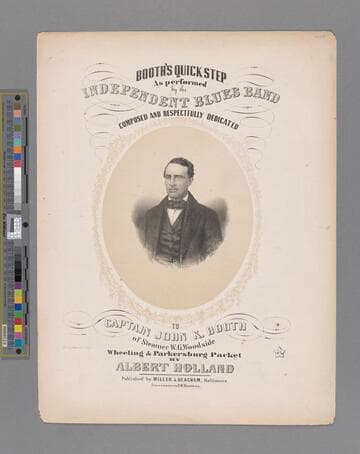 BOOTH'S QUICK STEP
As performed
by the
INDEPENDENT BLUES BAND
COMPOSED AND RESPECTFULLY DEDICATED
TO
CAPTAIN JOHN K. BOOTH
of Steamer W.G. Woodside
Wheeling & Parkersburg Packet
BY
ALBERT HOLLAND
Published by MILLER & BEACHAM, Baltimore